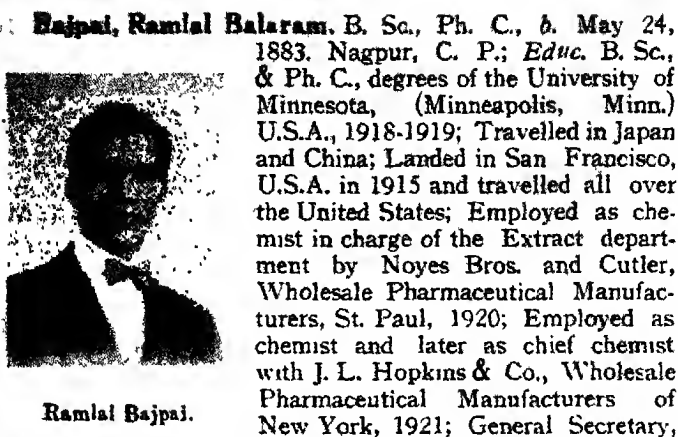 Bajpai, Ramlal Balaram. B. Sc., Ph. C., b. May 24,
1883. Nagpur, C. P.; Educ. B. Sc.,
& Ph. C., degrees of the University of
Minnesota, (Minneapolis, Minn.)
U.S.A., 1918-1919; Travelled in Japan
and China; Landed in San Francisco,
U.S.A. in 1915 and travelled all over
the United States; Employed as che-
mist in charge of the Extract depart-
ment by Noyes Bros. and Cutler,
Wholesale Pharmaceutical Manufac-
turers, St. Paul, 1920; Employed as
chemist and later as chief chemist
with J. L. Hopkins & Co., Wholesale
Pharmaceutical Manufacturers of
New York, 1921; General Secretary,
Ramlal Bajpai.